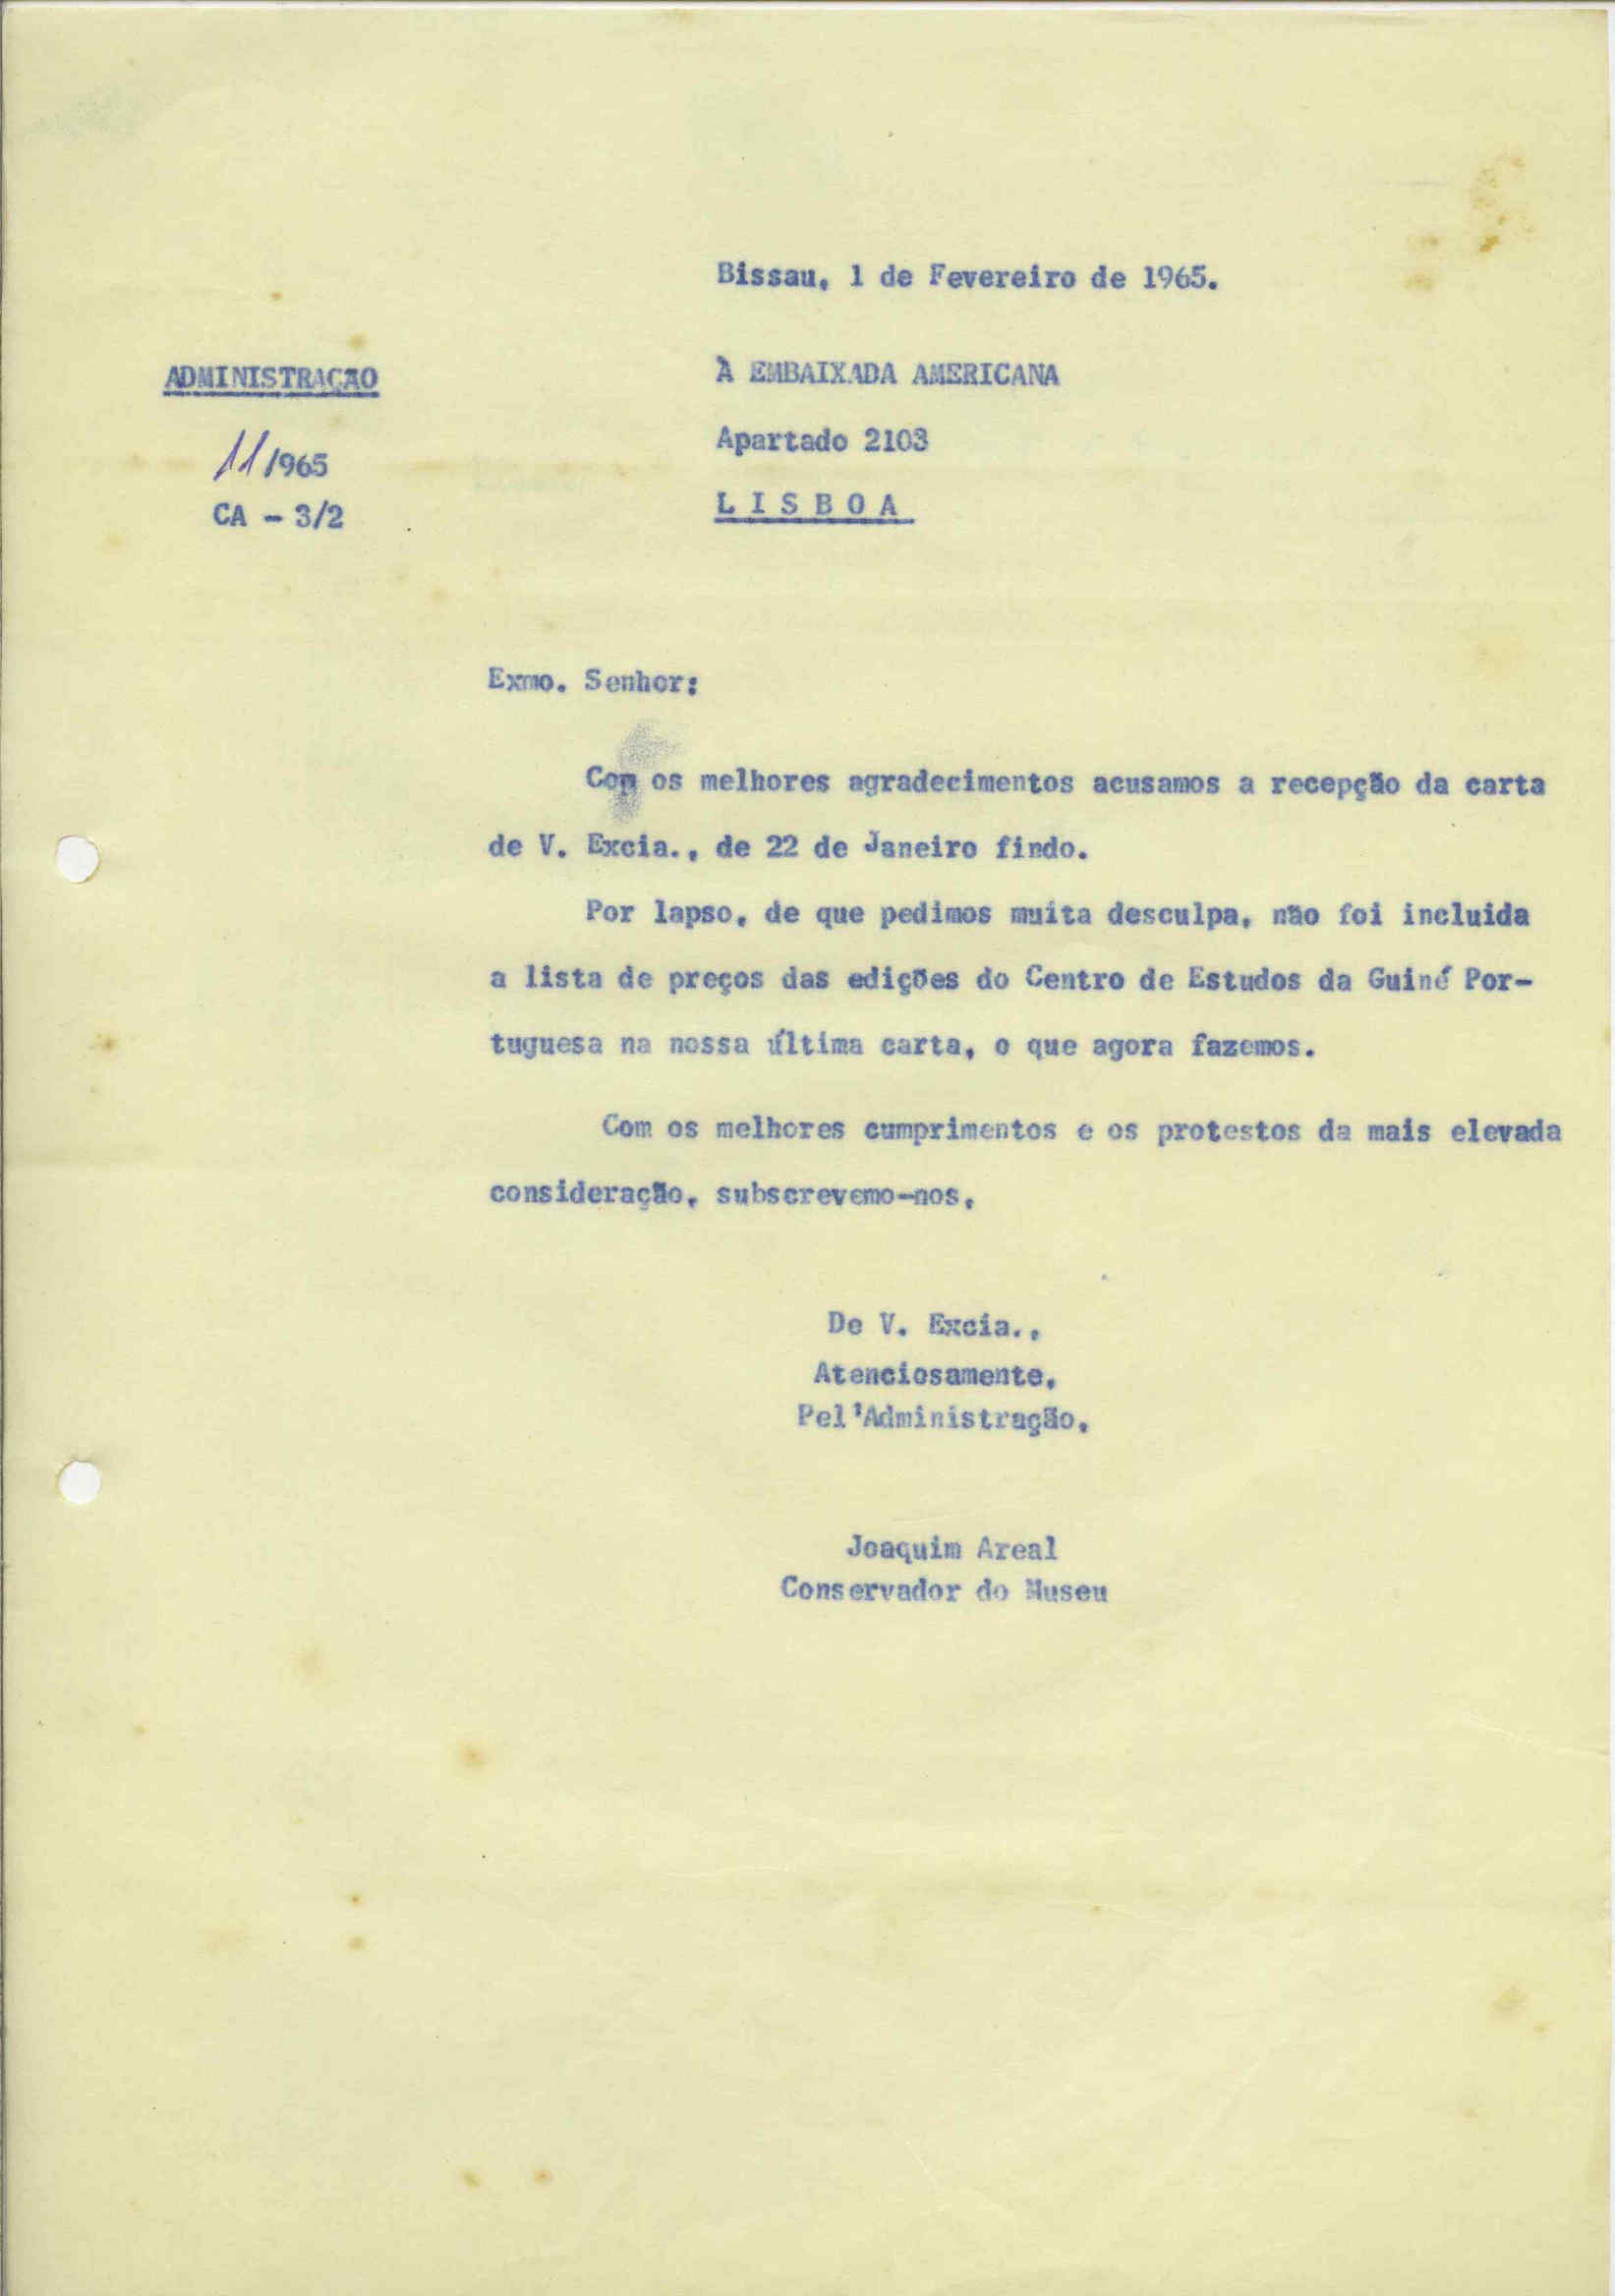 Bissau, 1 de Fevereiro de 1965.
ADMINISTRAÇÃO
À EMBAIXADA AMERICANA
Apartado 2103
11/965
CA - 3/2
LISBOA
Exmo. Senhor:
Com os melhores agradecimentos acusamos a recepção da carta
de V. Excia., de 22 de Janeiro findo.
Por lapso, de que pedimos muita desculpa, não foi incluida
a lista de preços das edições do Centro de Estudos da Guiné Por-
tuguesa na nossa última carta, o que agora fazemos.
Com os melhores cumprimentos e os protestos da mais elevada
consideração, subscrevemo-nos,
De V. Excia.,
Atenciosamente,
Pel'Administração,
Joaquim Areal
Conservador do Museu